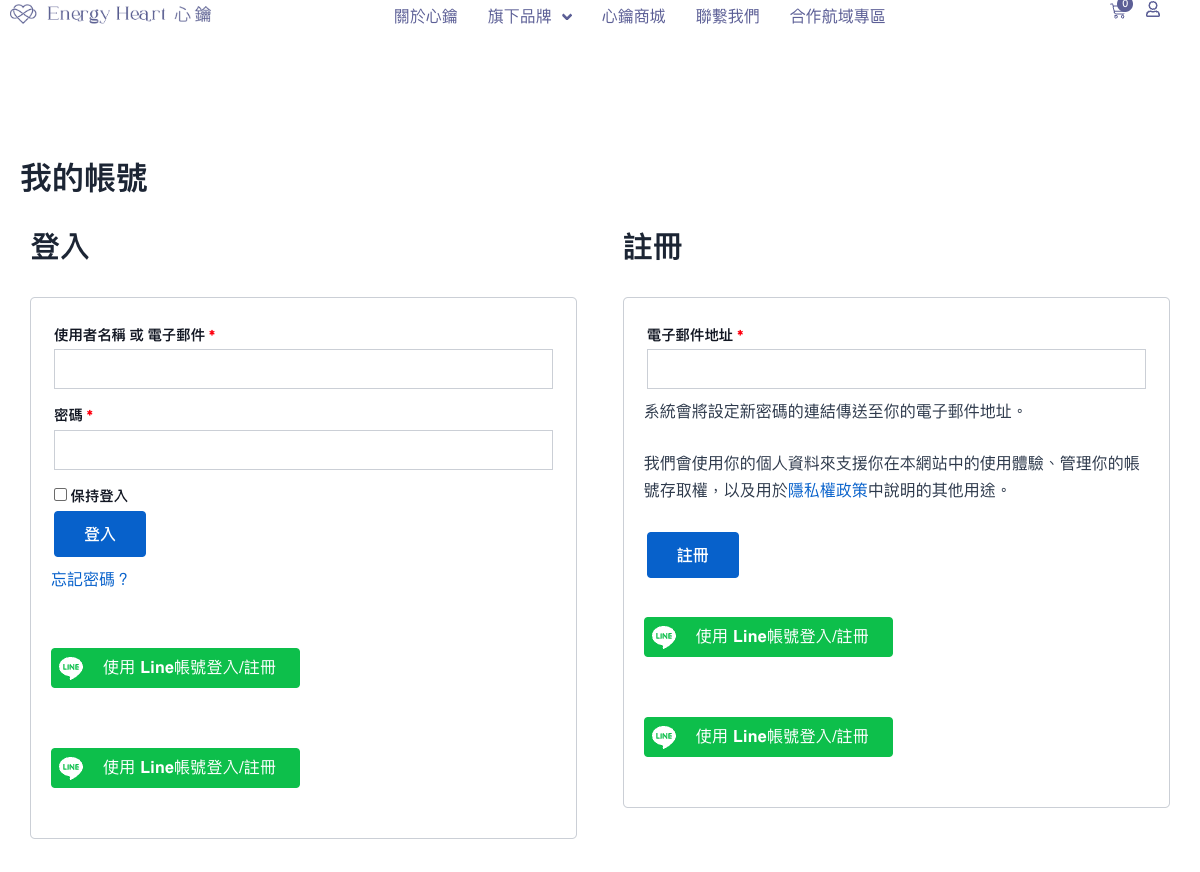 Energy Heart 心鑰
關於心鑰
旗下品牌
心鑰商城
聯繫我們
合作航域專區
0
我的帳號
登入
使用者名稱 或 電子郵件 *
密碼 *
保持登入
登入
忘記密碼？
LINE 使用 Line帳號登入/註冊
LINE 使用 Line帳號登入/註冊
註冊
電子郵件地址 *
系統會將設定新密碼的連結傳送至你的電子郵件地址。
我們會使用你的個人資料來支援你在本網站中的使用體驗、管理你的帳
號存取權，以及用於隱私權政策中說明的其他用途。
註冊
LINE 使用 Line帳號登入/註冊
LINE 使用 Line帳號登入/註冊